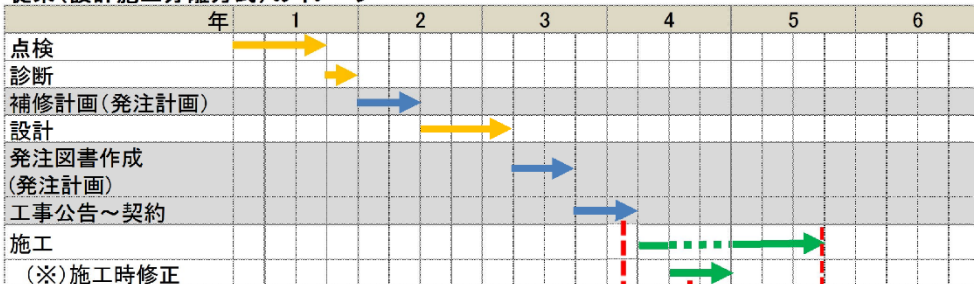 年 1 2 3 4 5 6
点検
診断
補修計画(発注計画)
設計
発注図書作成
(発注計画)
工事公告～契約
施工
(※)施工時修正